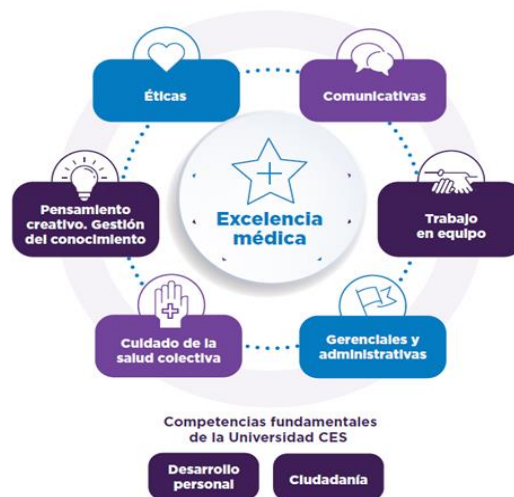 Éticas
Comunicativas
Pensamiento
creativo. Gestión
del conocimiento
Excelencia
médica
Trabajo
en equipo
Cuidado de la
salud colectiva
Gerenciales y
administrativas
Competencias fundamentales
de la Universidad CES
Desarrollo
personal
Ciudadanía